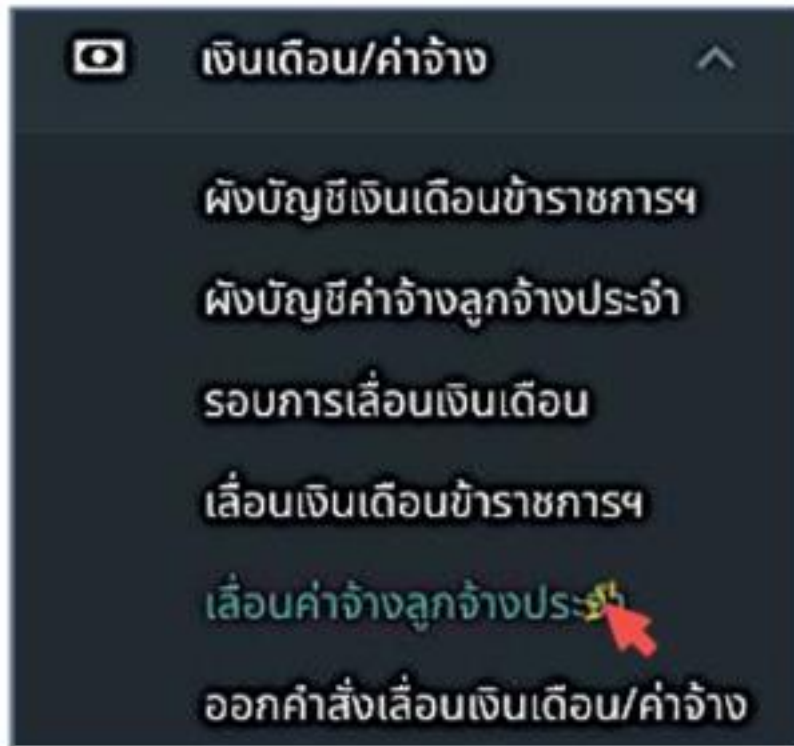 เงินเดือน/ค่าจ้าง
ผังบัญชีเงินเดือนข้าราชการฯ
ผังบัญชีค่าจ้างลูกจ้างประจำ
รอบการเลื่อนเงินเดือน
เลื่อนเงินเดือนข้าราชการฯ
เลื่อนค่าจ้างลูกจ้างประจำ
ออกคำสั่งเลื่อนเงินเดือน/ค่าจ้าง